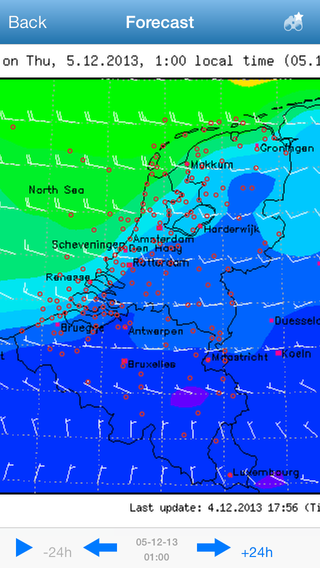 Back Forecast
on Thu, 5.12.2013, 1:00 local time (05.1
Groningen
Makkum
North Sea
Harderwijk
Amsterdam
Scheveningen Den Haag
Rotterdam
Renesse
Duesseld
Bruegge Antwerpen
Maastricht Koeln
Bruxelles
Luxembourg
Last update: 4.12.2013 17:56 (Ti
05-12-13
-24h +24h
01:00